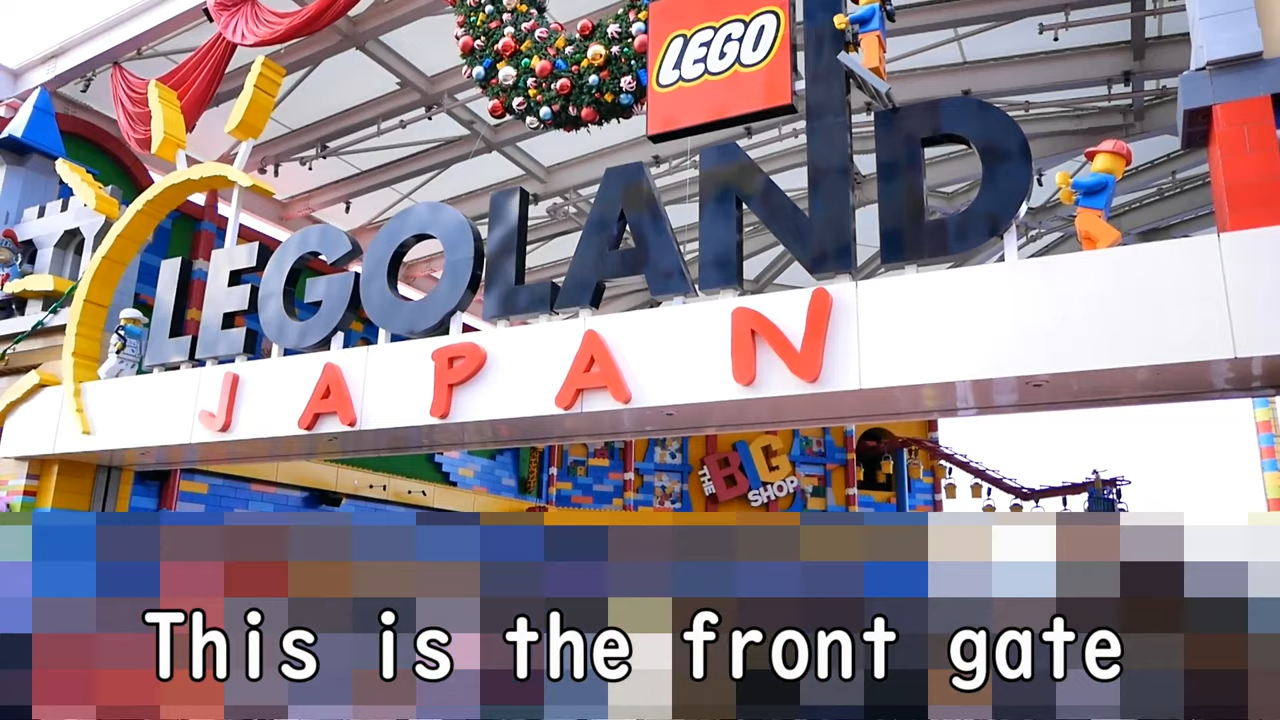 LEGO
LEGOLAND
JAPAN
THE BIG SHOP
This is the front gate